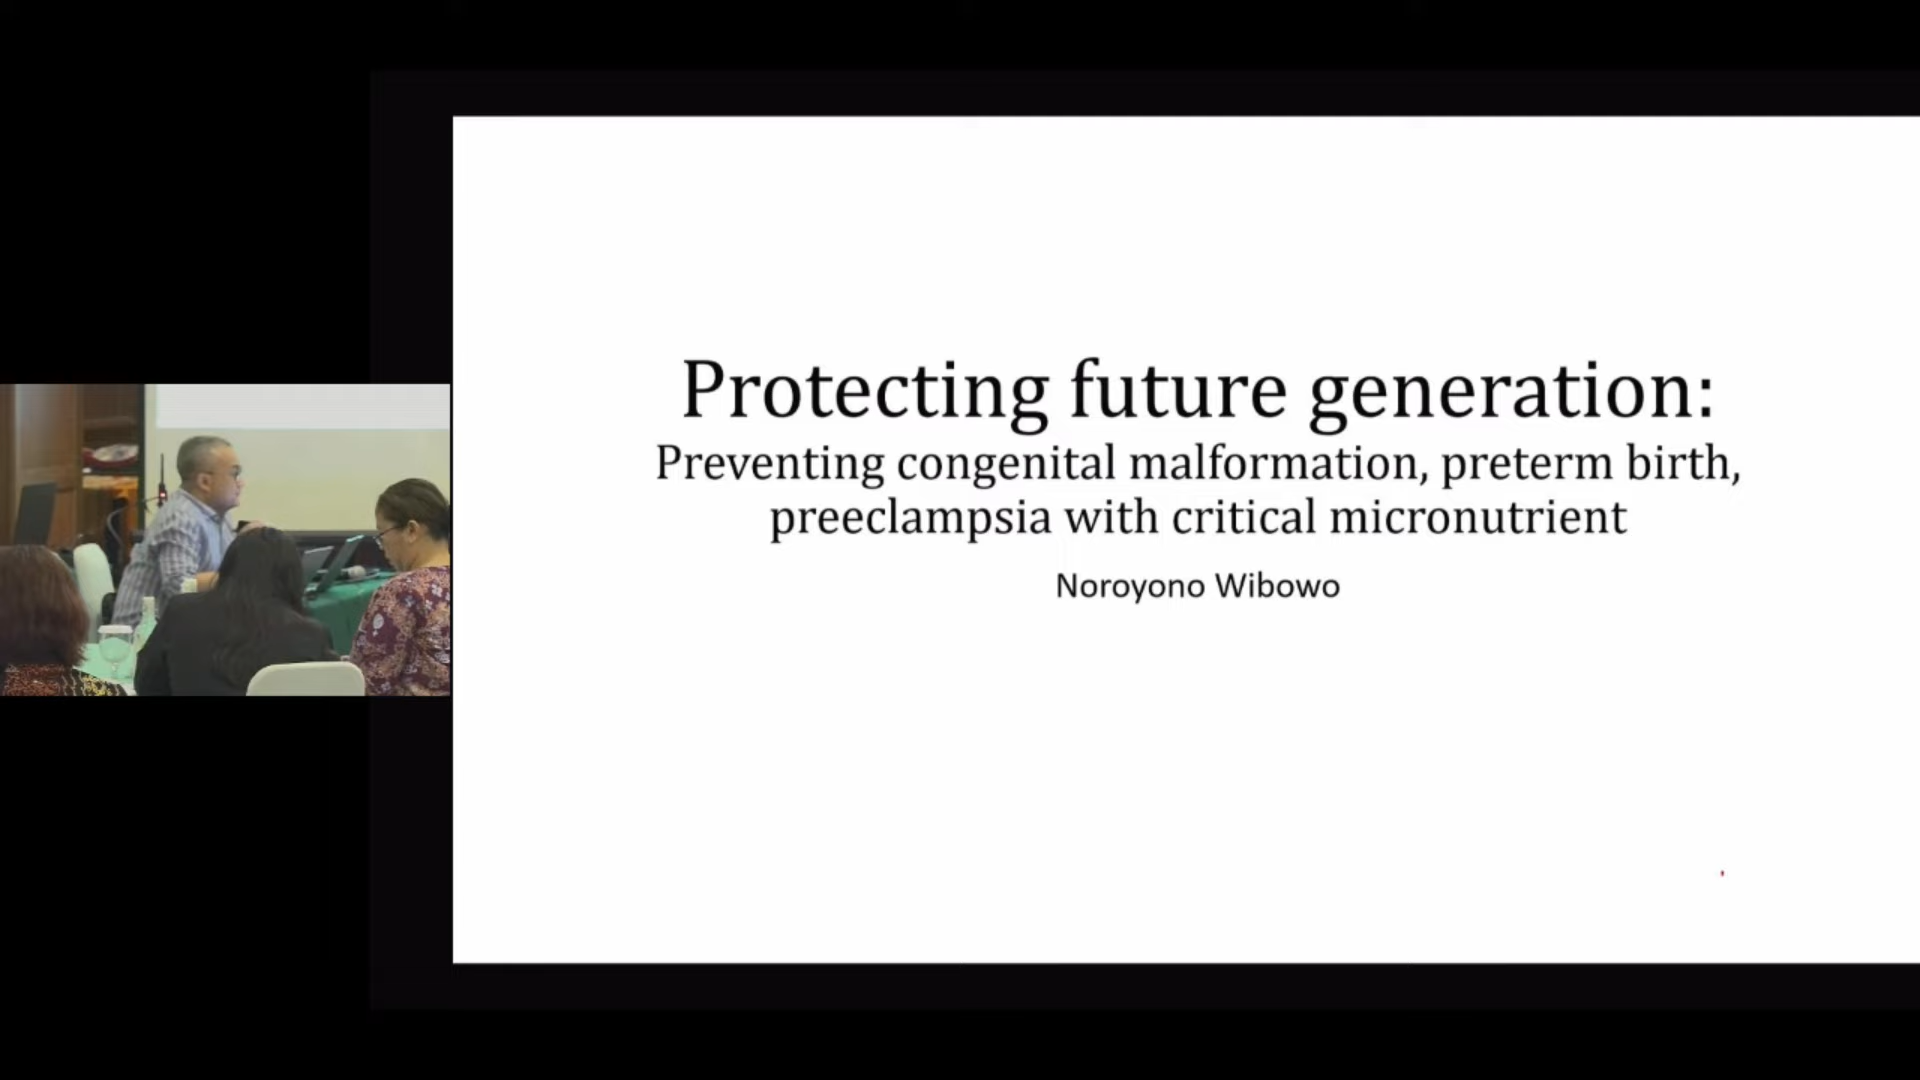 Protecting future generation:
Preventing congenital malformation, preterm birth,
preeclampsia with critical micronutrient
Noroyono Wibowo